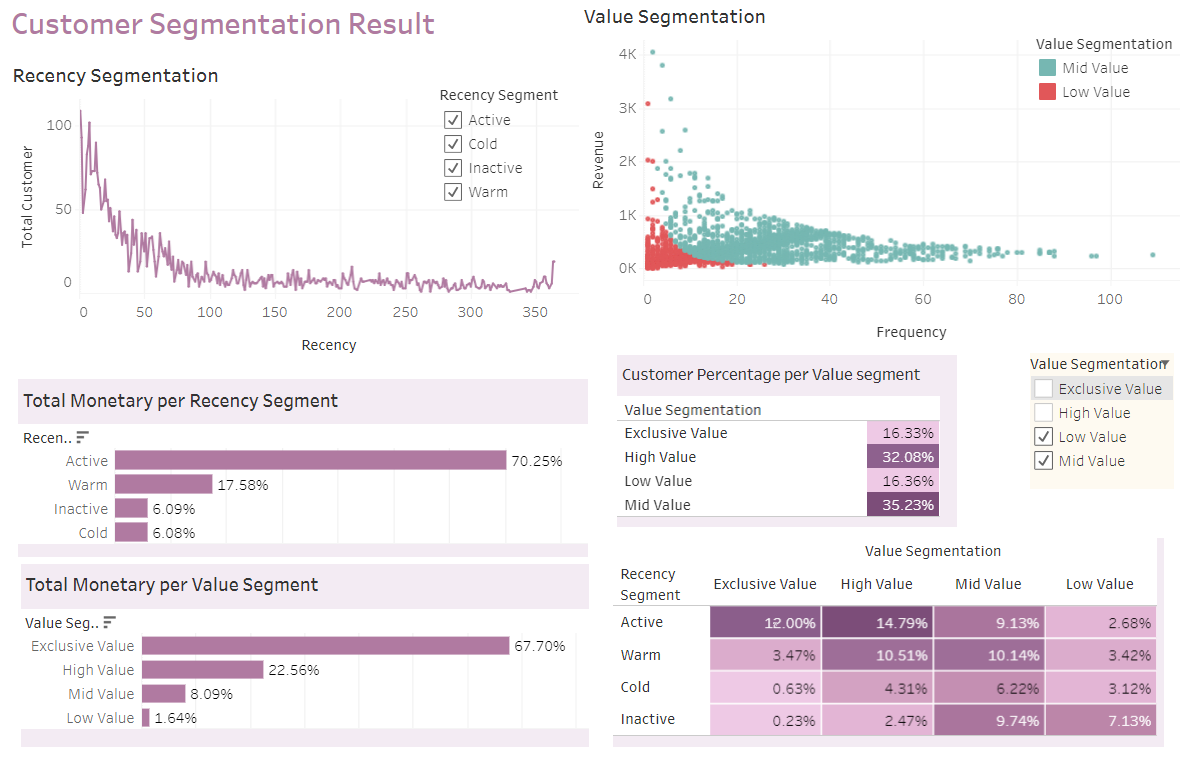 Customer Segmentation Result
Recency Segmentation
Recency Segment
Active
Cold
Inactive
Warm
Total Customer
100
50
0
0 50 100 150 200 250 300 350
Recency
Value Segmentation
Value Segmentation
Mid Value
Low Value
Revenue
4K
3K
2K
1K
0K
0 20 40 60 80 100
Frequency
Total Monetary per Recency Segment
Recen..
Active 70.25%
Warm 17.58%
Inactive 6.09%
Cold 6.08%
Total Monetary per Value Segment
Value Seg..
Exclusive Value 67.70%
High Value 22.56%
Mid Value 8.09%
Low Value 1.64%
Customer Percentage per Value segment
Value Segmentation
Exclusive Value 16.33%
High Value 32.08%
Low Value 16.36%
Mid Value 35.23%
Value Segmentation
Exclusive Value
High Value
Low Value
Mid Value
Value Segmentation
Recency
Segment Exclusive Value High Value Mid Value Low Value
Active 12.00% 14.79% 9.13% 2.68%
Warm 3.47% 10.51% 10.14% 3.42%
Cold 0.63% 4.31% 6.22% 3.12%
Inactive 0.23% 2.47% 9.74% 7.13%